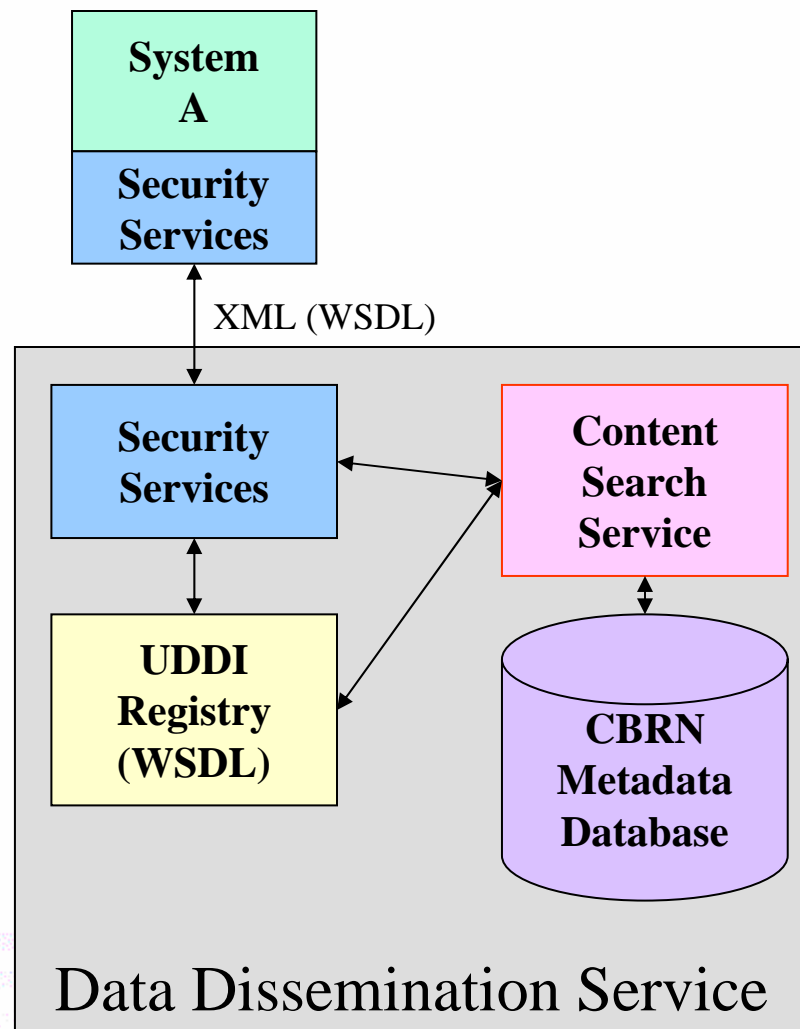 System
A
Security
Services
XML (WSDL)
Security
Services
Content
Search
Service
UDDI
Registry
(WSDL)
CBRN
Metadata
Database
Data Dissemination Service